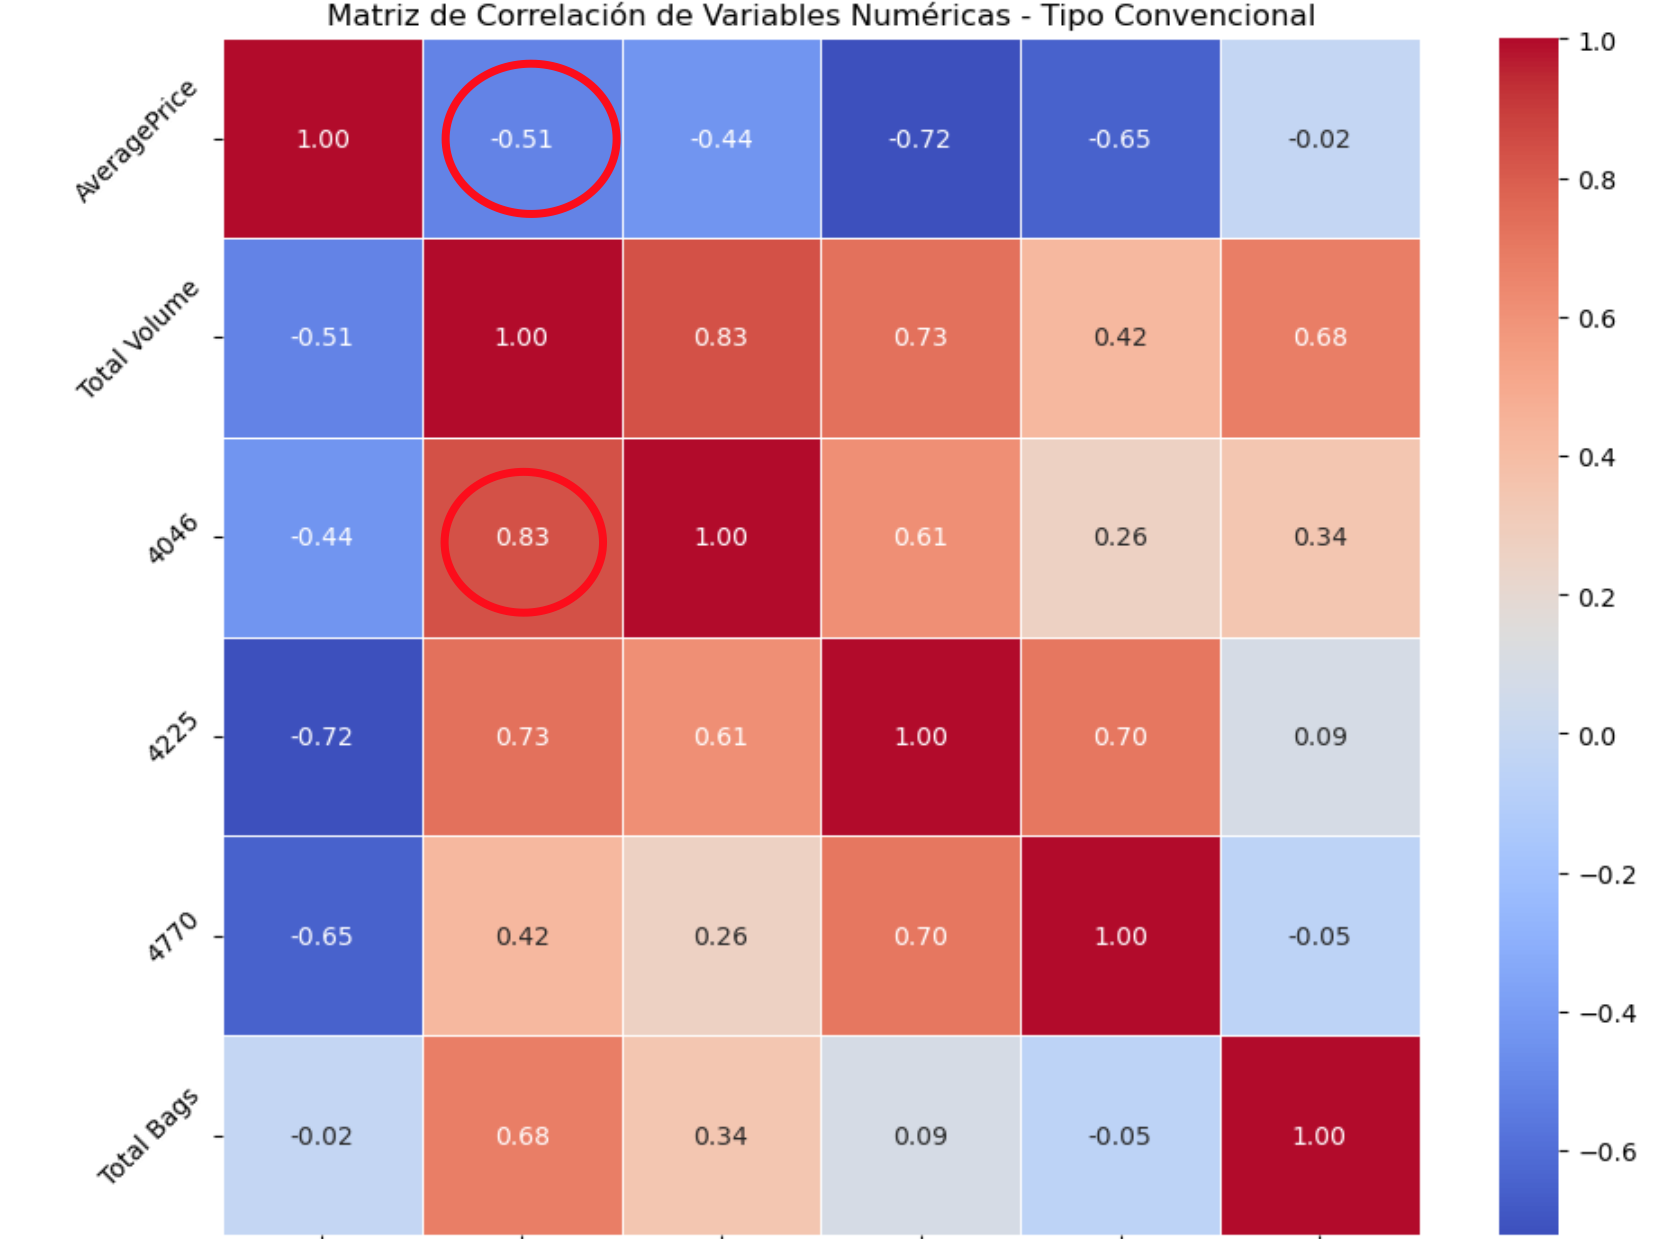 Matriz de Correlación de Variables Numéricas - Tipo Convencional
AveragePrice 1.00 -0.51 -0.44 -0.72 -0.65 -0.02
Total Volume -0.51 1.00 0.83 0.73 0.42 0.68
4046 -0.44 0.83 1.00 0.61 0.26 0.34
4225 -0.72 0.73 0.61 1.00 0.70 0.09
4770 -0.65 0.42 0.26 0.70 1.00 -0.05
Total Bags -0.02 0.68 0.34 0.09 -0.05 1.00
1.0
0.8
0.6
0.4
0.2
0.0
−0.2
−0.4
−0.6